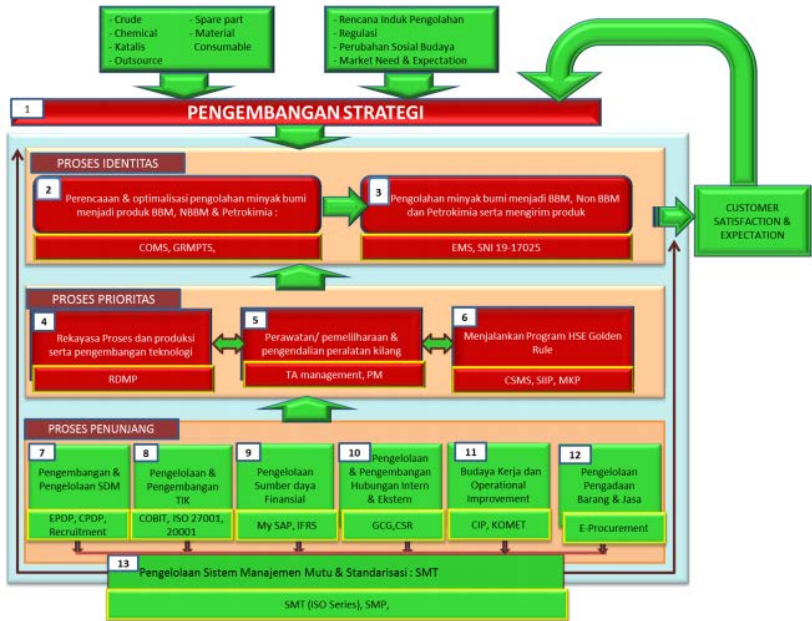 - Crude
- Chemical
- Katalis
- Outsource
- Spare part
- Material
Consumable
- Rencana Induk Pengolahan
- Regulasi
- Perubahan Sosial Budaya
- Market Need & Expectation
1
PENGEMBANGAN STRATEGI
PROSES IDENTITAS
2
Perencaaan & optimalisasi pengolahan minyak bumi
menjadi produk BBM, NBBM & Petrokimia :
COMS, GRMPTS,
3
Pengolahan minyak bumi menjadi BBM, Non BBM
dan Petrokimia serta mengirim produk
EMS, SNI 19-17025
CUSTOMER
SATISFACTION &
EXPECTATION
PROSES PRIORITAS
4
Rekayasa Proses dan produksi
serta pengembangan teknologi
RDMP
5
Perawatan/ pemelilharaan &
pengendalian peralatan kilang
TA management, PM
6
Menjalankan Program HSE Golden
Rule
CSMS, SIIP, MKP
PROSES PENUNJANG
7
Pengembangan &
Pengelolaan SDM
EPDP, CPDP,
Recruitment
8
Pengelolaan &
Pengembangan
TIK
COBIT, ISO 27001,
20001
9
Pengelolaan
Sumber daya
Finansial
My SAP, IFRS
10
Pengelolaan
& Pengembangan
Hubungan Intern
& Ekstern
GCG,CSR
11
Budaya Kerja dan
Operational
Improvement
CIP, KOMET
12
Pengelolaan
Pengadaan
Barang & Jasa
E-Procurement
13
Pengelolaan Sistem Manajemen Mutu & Standarisasi : SMT
SMT (ISO Series), SMP,